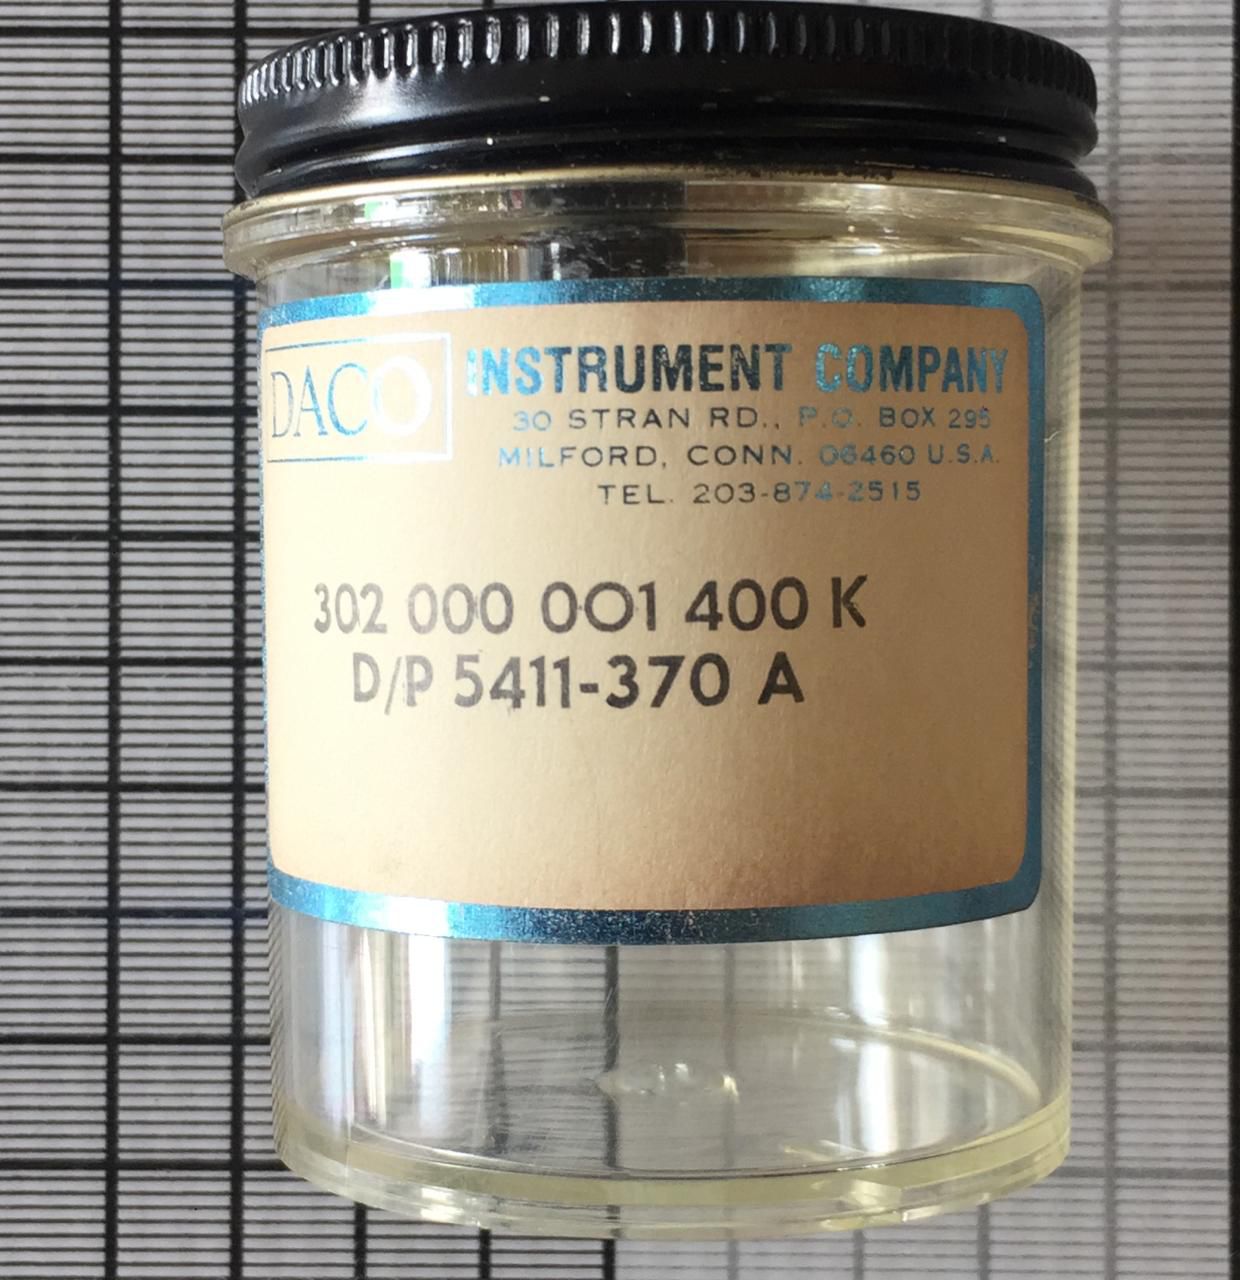 DACO INSTRUMENT COMPANY
30 STRAN RD., P.O. BOX 295
MILFORD, CONN. 06460 U.S.A.
TEL. 203-874-2515
302 000 001 400 K
D/P 5411-370 A